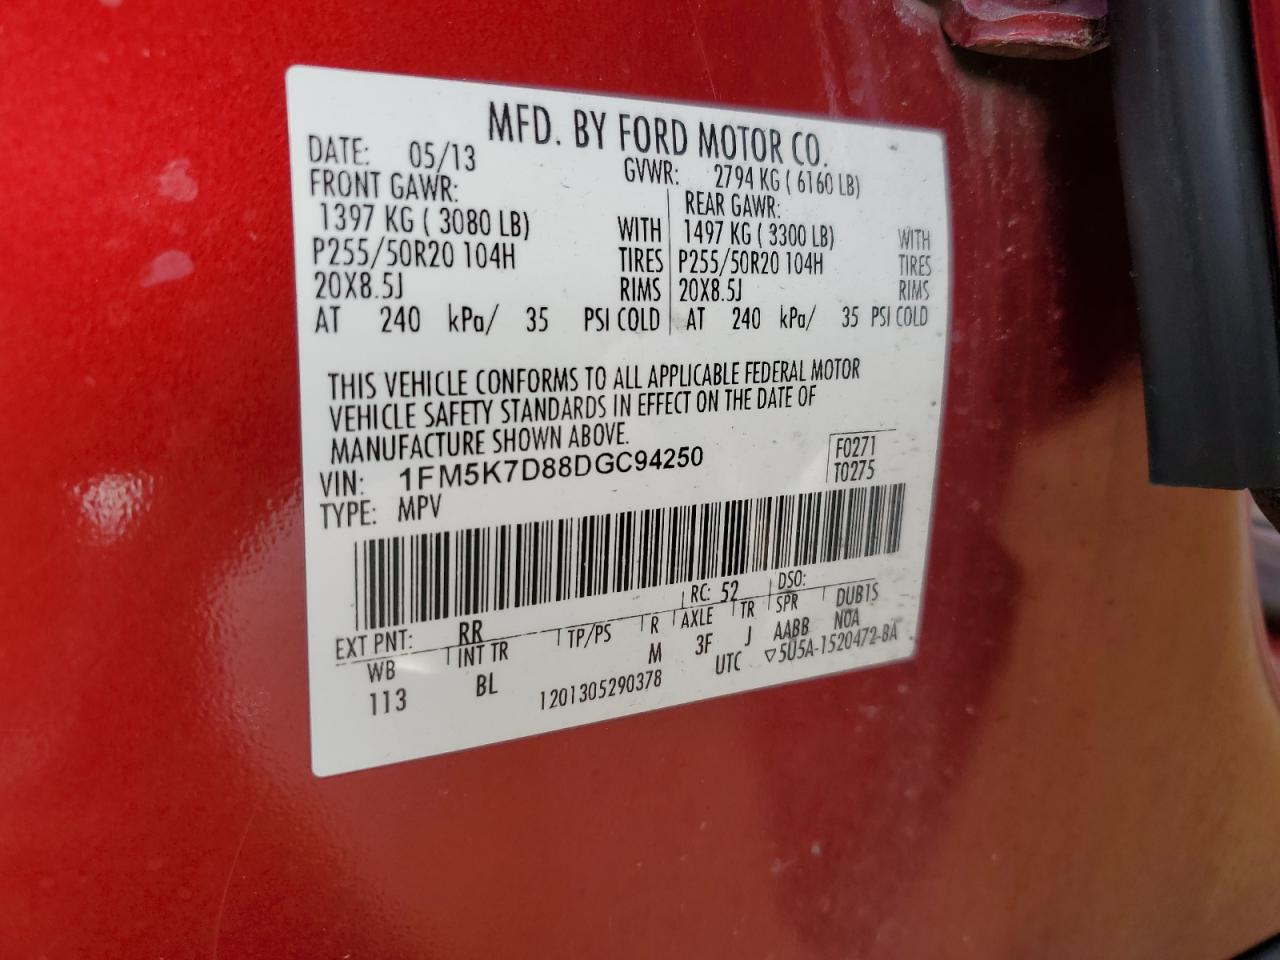 MFD. BY FORD MOTOR CO.
DATE: 05/13 GVWR: 2794 KG ( 6160 LB)
FRONT GAWR: REAR GAWR:
1397 KG ( 3080 LB) WITH 1497 KG ( 3300 LB) WITH
P255/50R20 104H TIRES P255/50R20 104H TIRES
20X8.5J RIMS 20X8.5J RIMS
AT 240 kPa/ 35 PSI COLD AT 240 kPa/ 35 PSI COLD
THIS VEHICLE CONFORMS TO ALL APPLICABLE FEDERAL MOTOR
VEHICLE SAFETY STANDARDS IN EFFECT ON THE DATE OF
MANUFACTURE SHOWN ABOVE.
VIN: 1FM5K7D88DGC94250 F0271
TYPE: MPV T0275
EXT PNT: RR RC: 52 DSO:
WB INT TR TP/PS R AXLE TR SPR DUB1S
113 BL M 3F J AABB N0A
1201305290378 UTC ▽5U5A-1520472-BA